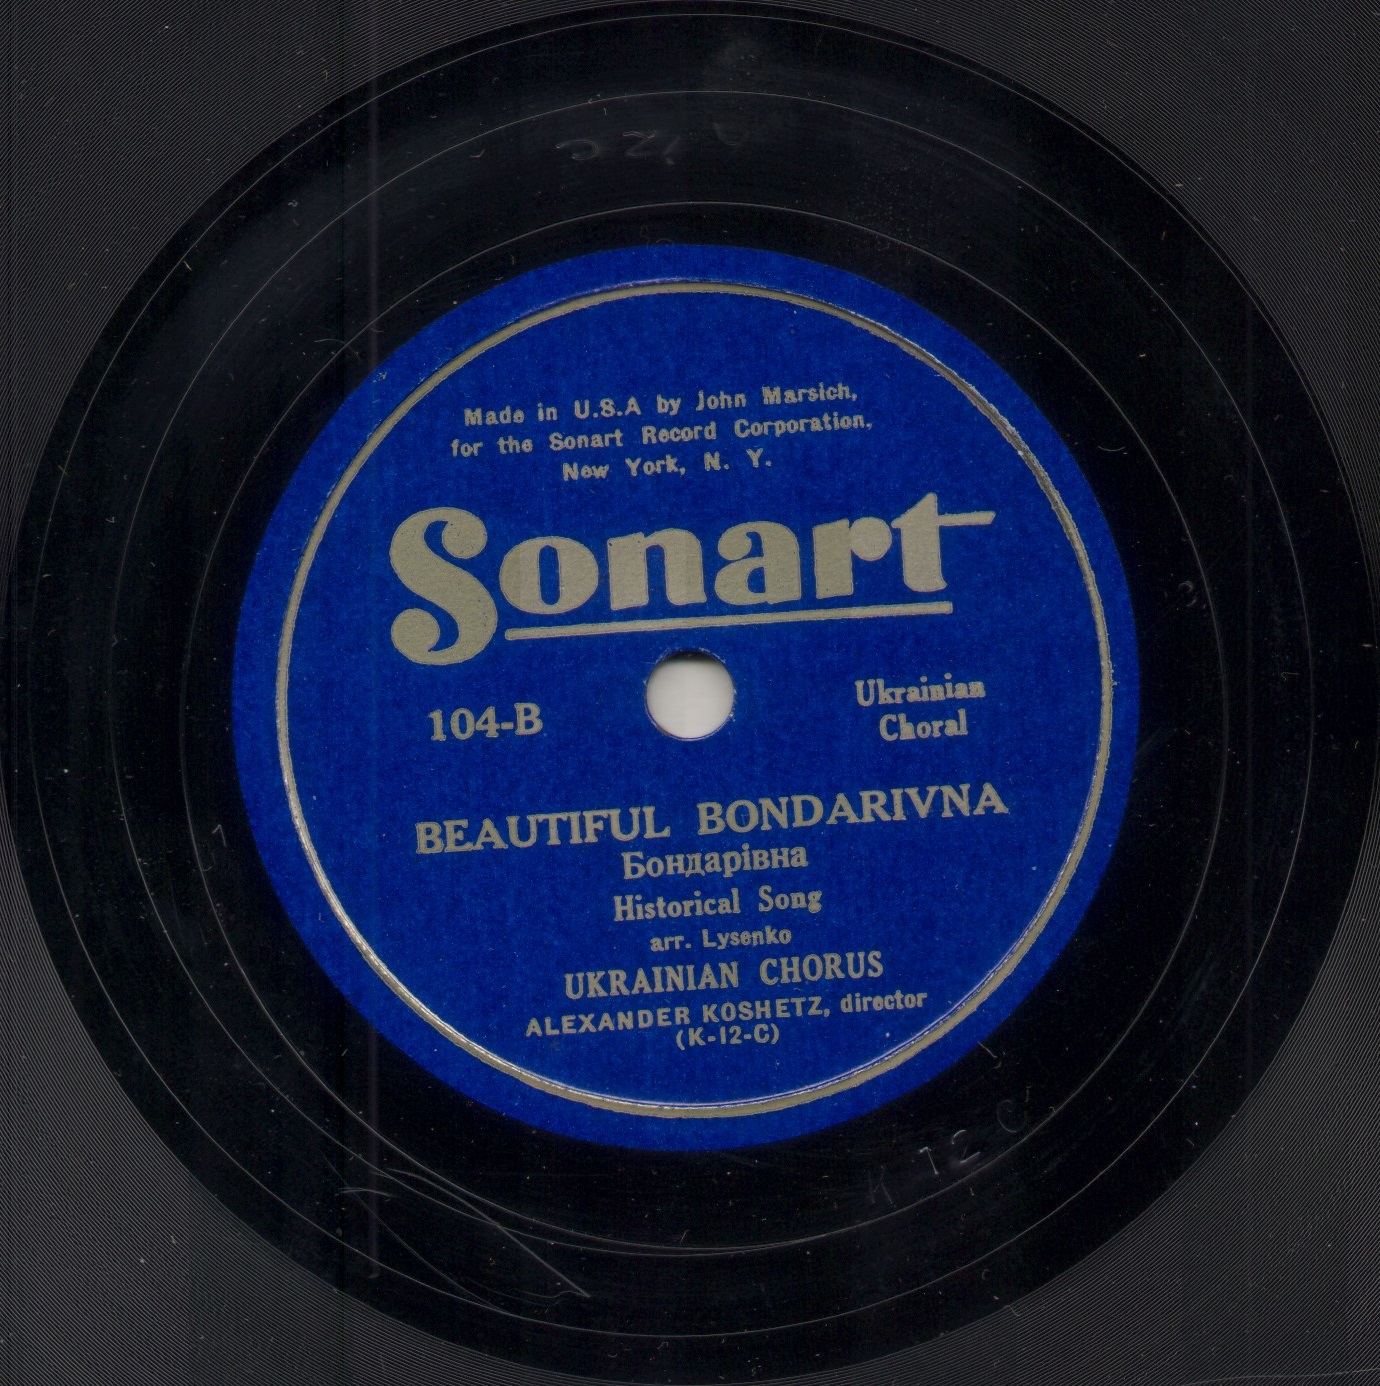 Made in U.S.A by John Marsich,
for the Sonart Record Corporation,
New York, N. Y.
Sonart
104-B
Ukrainian
Choral
BEAUTIFUL BONDARIVNA
Бондарівна
Historical Song
arr. Lysenko
UKRAINIAN CHORUS
ALEXANDER KOSHETZ, director
(K-12-C)
K 12 C